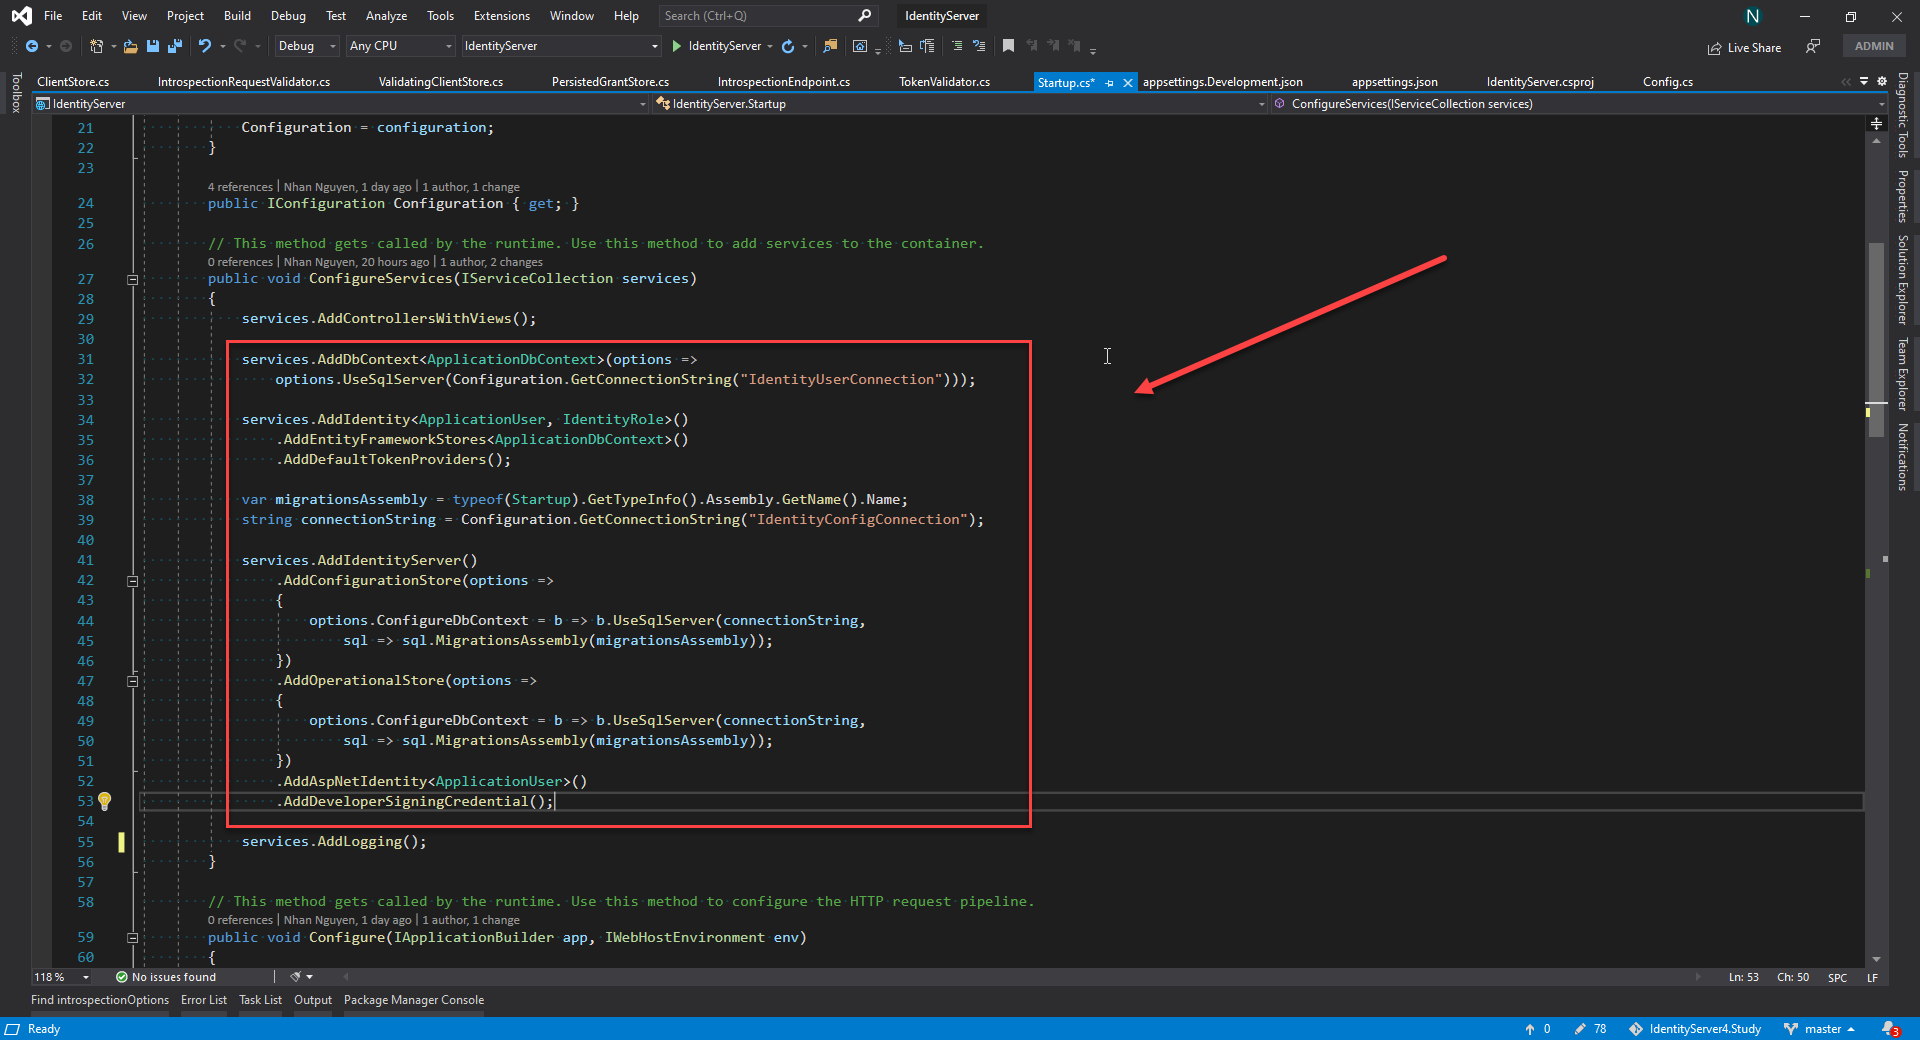 File Edit View Project Build Debug Test Analyze Tools Extensions Window Help Search (Ctrl+Q) IdentityServer N
Debug Any CPU IdentityServer IdentityServer Live Share ADMIN
ClientStore.cs IntrospectionRequestValidator.cs ValidatingClientStore.cs PersistedGrantStore.cs IntrospectionEndpoint.cs TokenValidator.cs Startup.cs* appsettings.Development.json appsettings.json IdentityServer.csproj Config.cs
Toolbox
IdentityServer IdentityServer.Startup ConfigureServices(IServiceCollection services)
21 Configuration = configuration;
22 }
23
4 references | Nhan Nguyen, 1 day ago | 1 author, 1 change
24 public IConfiguration Configuration { get; }
25
26 // This method gets called by the runtime. Use this method to add services to the container.
0 references | Nhan Nguyen, 20 hours ago | 1 author, 2 changes
27 public void ConfigureServices(IServiceCollection services)
28 {
29 services.AddControllersWithViews();
30
31 services.AddDbContext<ApplicationDbContext>(options =>
32 options.UseSqlServer(Configuration.GetConnectionString("IdentityUserConnection")));
33
34 services.AddIdentity<ApplicationUser, IdentityRole>()
35 .AddEntityFrameworkStores<ApplicationDbContext>()
36 .AddDefaultTokenProviders();
37
38 var migrationsAssembly = typeof(Startup).GetTypeInfo().Assembly.GetName().Name;
39 string connectionString = Configuration.GetConnectionString("IdentityConfigConnection");
40
41 services.AddIdentityServer()
42 .AddConfigurationStore(options =>
43 {
44 options.ConfigureDbContext = b => b.UseSqlServer(connectionString,
45 sql => sql.MigrationsAssembly(migrationsAssembly));
46 })
47 .AddOperationalStore(options =>
48 {
49 options.ConfigureDbContext = b => b.UseSqlServer(connectionString,
50 sql => sql.MigrationsAssembly(migrationsAssembly));
51 })
52 .AddAspNetIdentity<ApplicationUser>()
53 .AddDeveloperSigningCredential();
54
55 services.AddLogging();
56 }
57
58 // This method gets called by the runtime. Use this method to configure the HTTP request pipeline.
0 references | Nhan Nguyen, 1 day ago | 1 author, 1 change
59 public void Configure(IApplicationBuilder app, IWebHostEnvironment env)
60 {
Diagnostic Tools
Properties
Solution Explorer
Team Explorer
Notifications
118 % No issues found Ln: 53 Ch: 50 SPC LF
Find introspectionOptions Error List Task List Output Package Manager Console
Ready 0 78 IdentityServer4.Study master 3